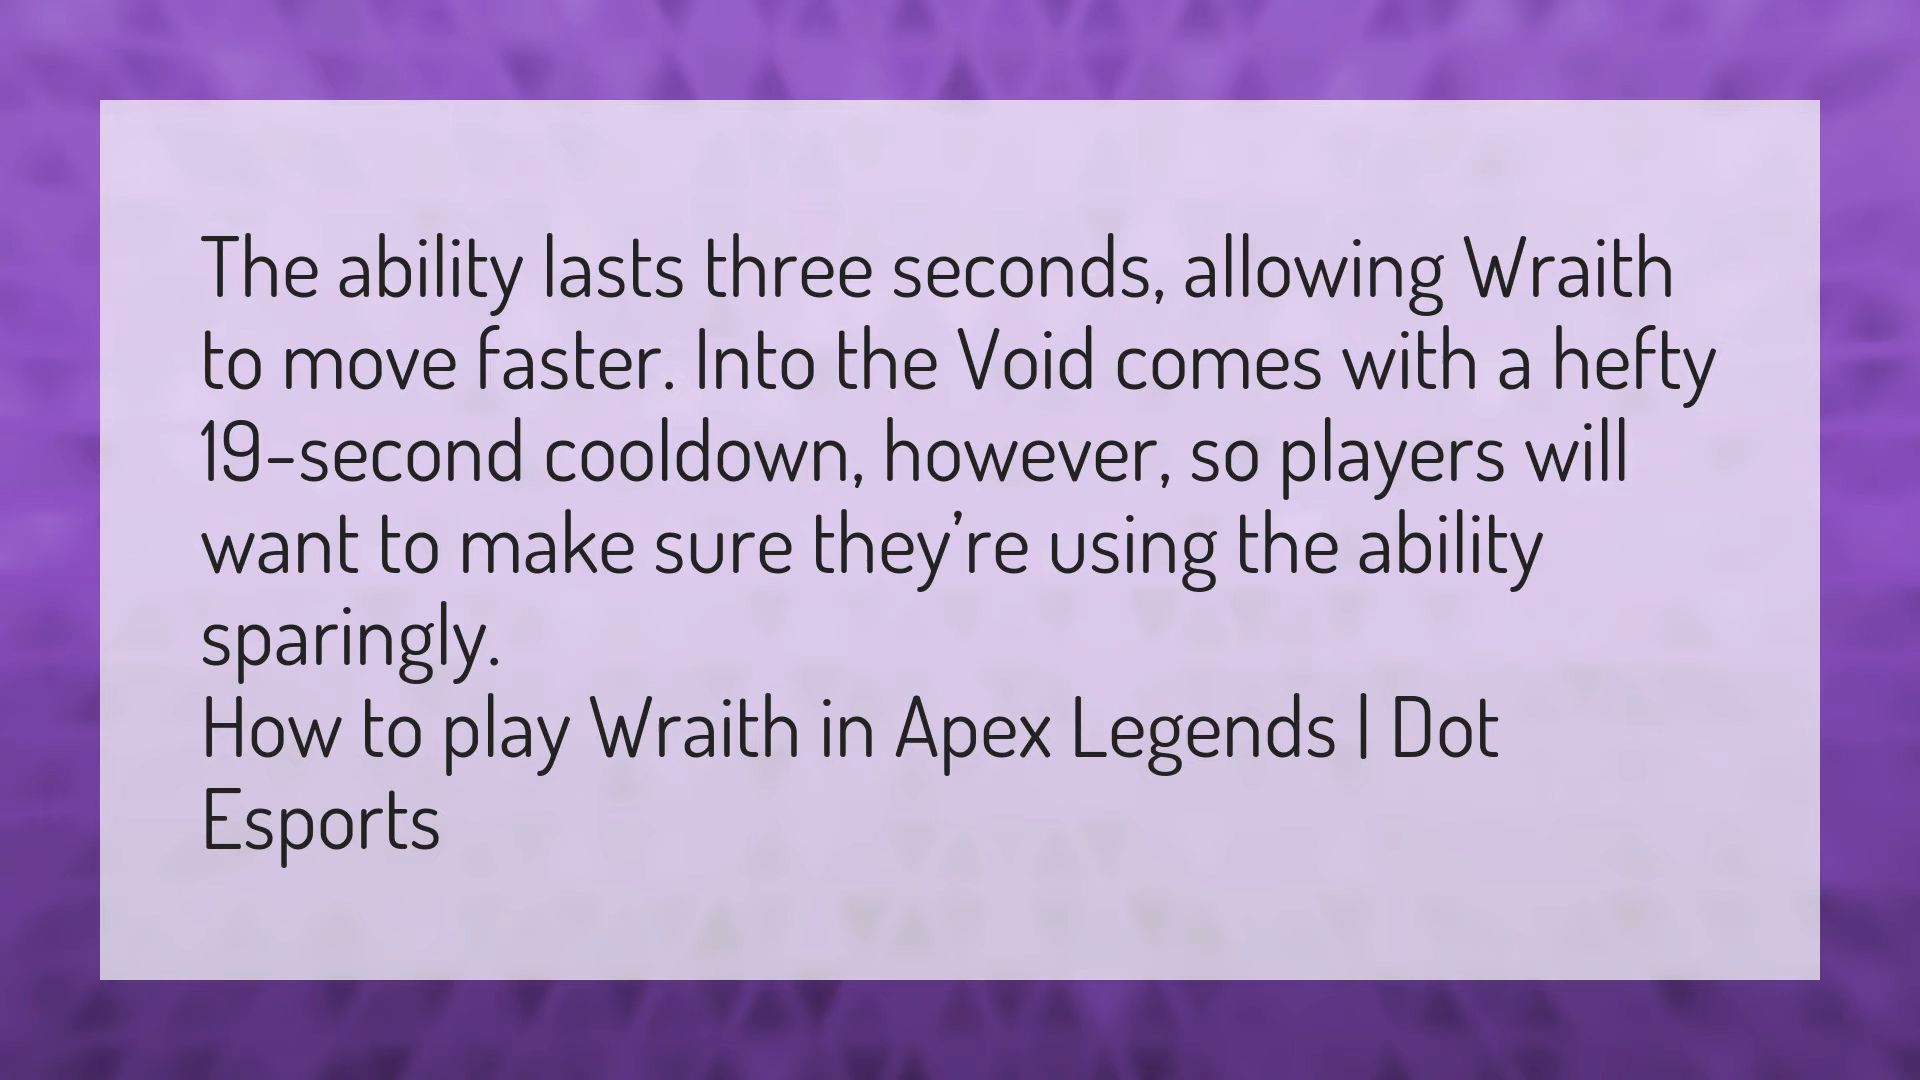 The ability lasts three seconds, allowing Wraith
to move faster. Into the Void comes with a hefty
19-second cooldown, however, so players will
want to make sure they’re using the ability
sparingly.
How to play Wraith in Apex Legends | Dot
Esports